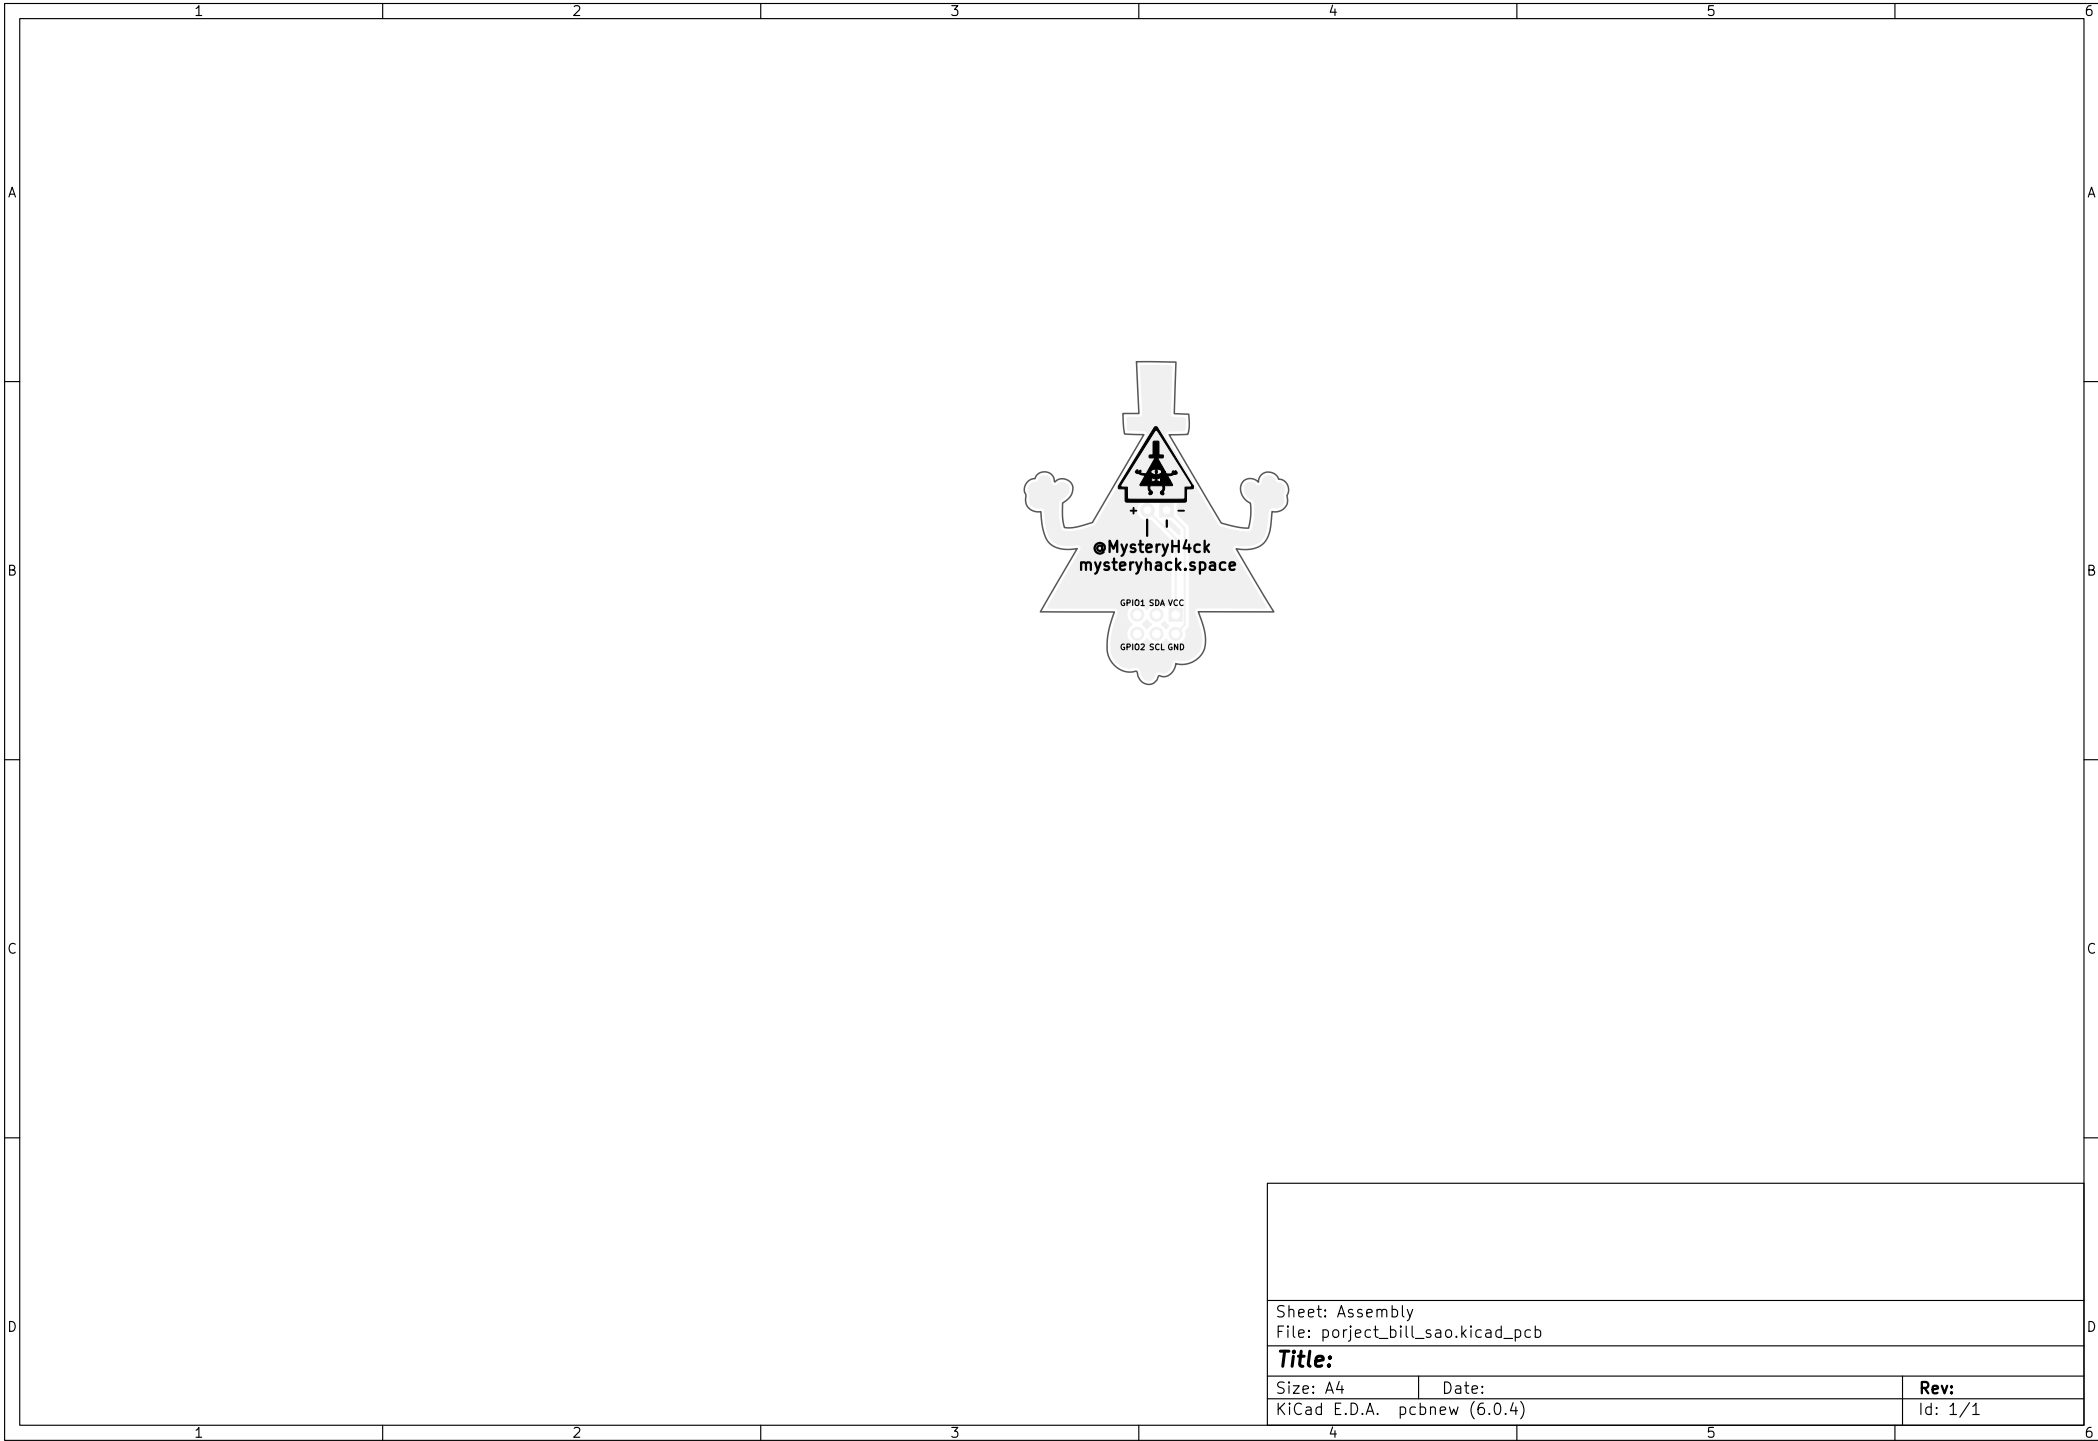 1 2 3 4 5 6
A A
+ −
@MysteryH4ck
mysteryhack.space
B B
GPIO1 SDA VCC
GPIO2 SCL GND
C C
Sheet: Assembly
D D
File: porject_bill_sao.kicad_pcb
Title:
Size: A4 Date: Rev:
KiCad E.D.A. pcbnew (6.0.4) Id: 1/1
1 2 3 4 5 6